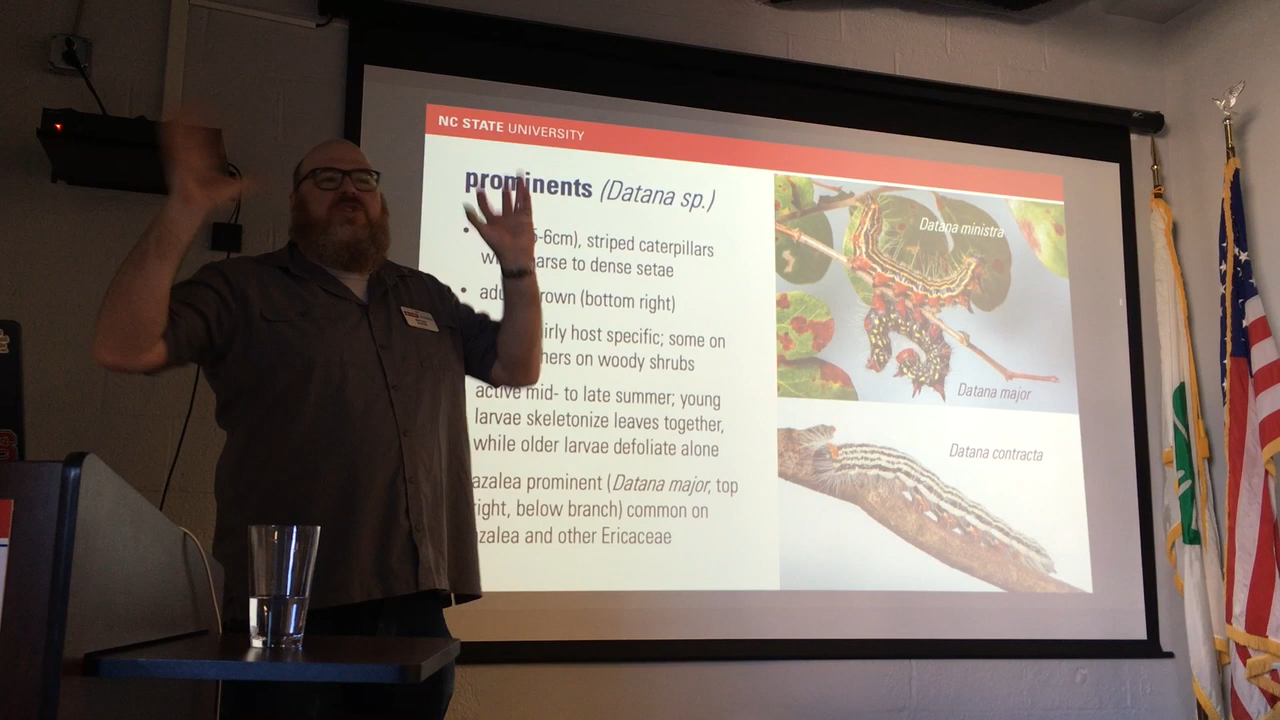 NC STATE UNIVERSITY
prominents (Datana sp.)
5-6cm), striped caterpillars
arse to dense setae
rown (bottom right)
irly host specific; some on
hers on woody shrubs
active mid- to late summer; young
larvae skeletonize leaves together,
while older larvae defoliate alone
azalea prominent (Datana major, top
right, below branch) common on
azalea and other Ericaceae
Datana ministra
Datana major
Datana contracta